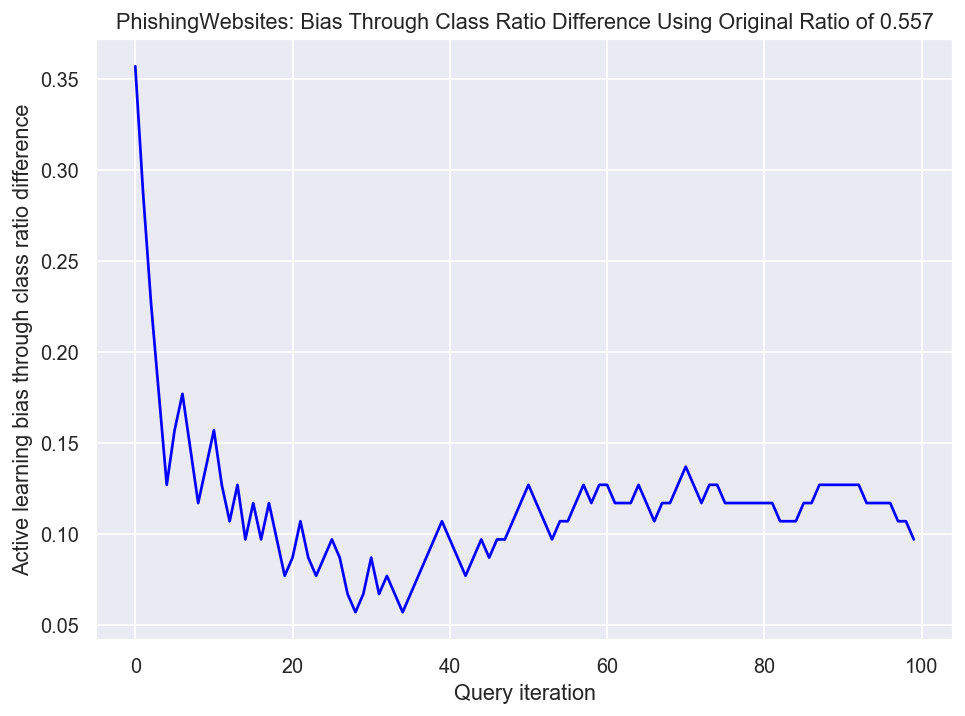 PhishingWebsites: Bias Through Class Ratio Difference Using Original Ratio of 0.557
Active learning bias through class ratio difference
0.35
0.30
0.25
0.20
0.15
0.10
0.05
0 20 40 60 80 100
Query iteration